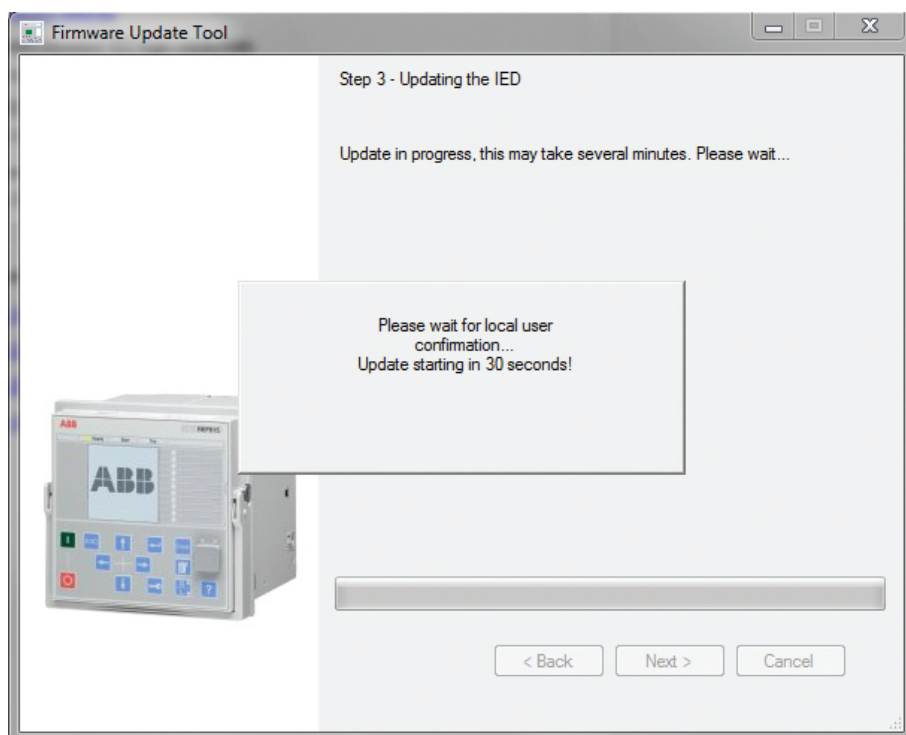 Firmware Update Tool
Step 3 - Updating the IED
Update in progress, this may take several minutes. Please wait...
Please wait for local user
confirmation...
Update starting in 30 seconds!
ABB
ABB
ESC
?
< Back
Next >
Cancel